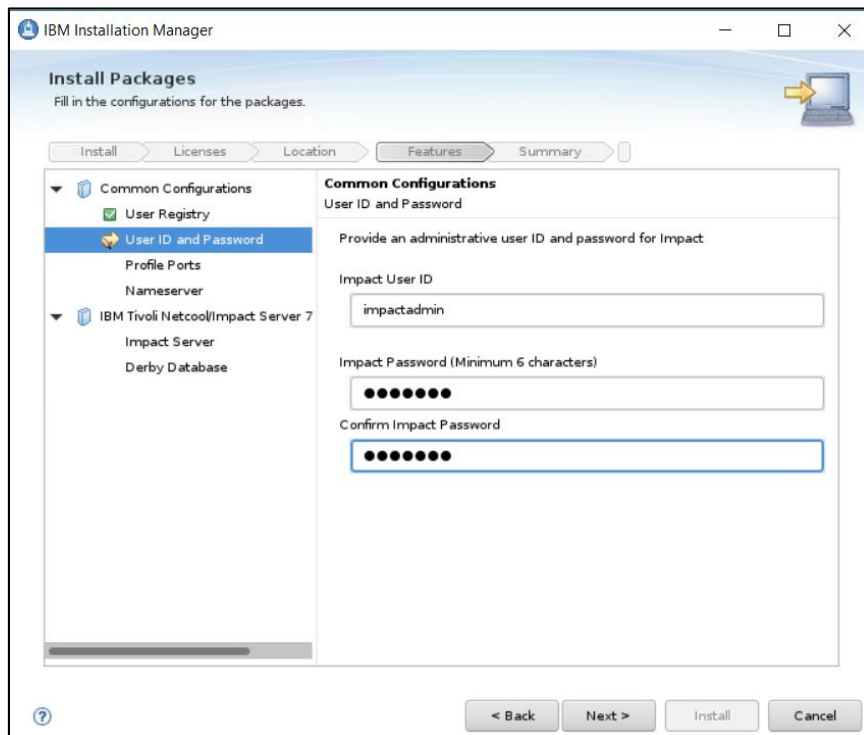 IBM Installation Manager
Install Packages
Fill in the configurations for the packages.
Install Licenses Location Features Summary
Common Configurations
User Registry
User ID and Password
Profile Ports
Nameserver
IBM Tivoli Netcool/Impact Server 7
Impact Server
Derby Database
Common Configurations
User ID and Password
Provide an administrative user ID and password for Impact
Impact User ID
impactadmin
Impact Password (Minimum 6 characters)
●●●●●●●
Confirm Impact Password
●●●●●●●
? < Back Next > Install Cancel